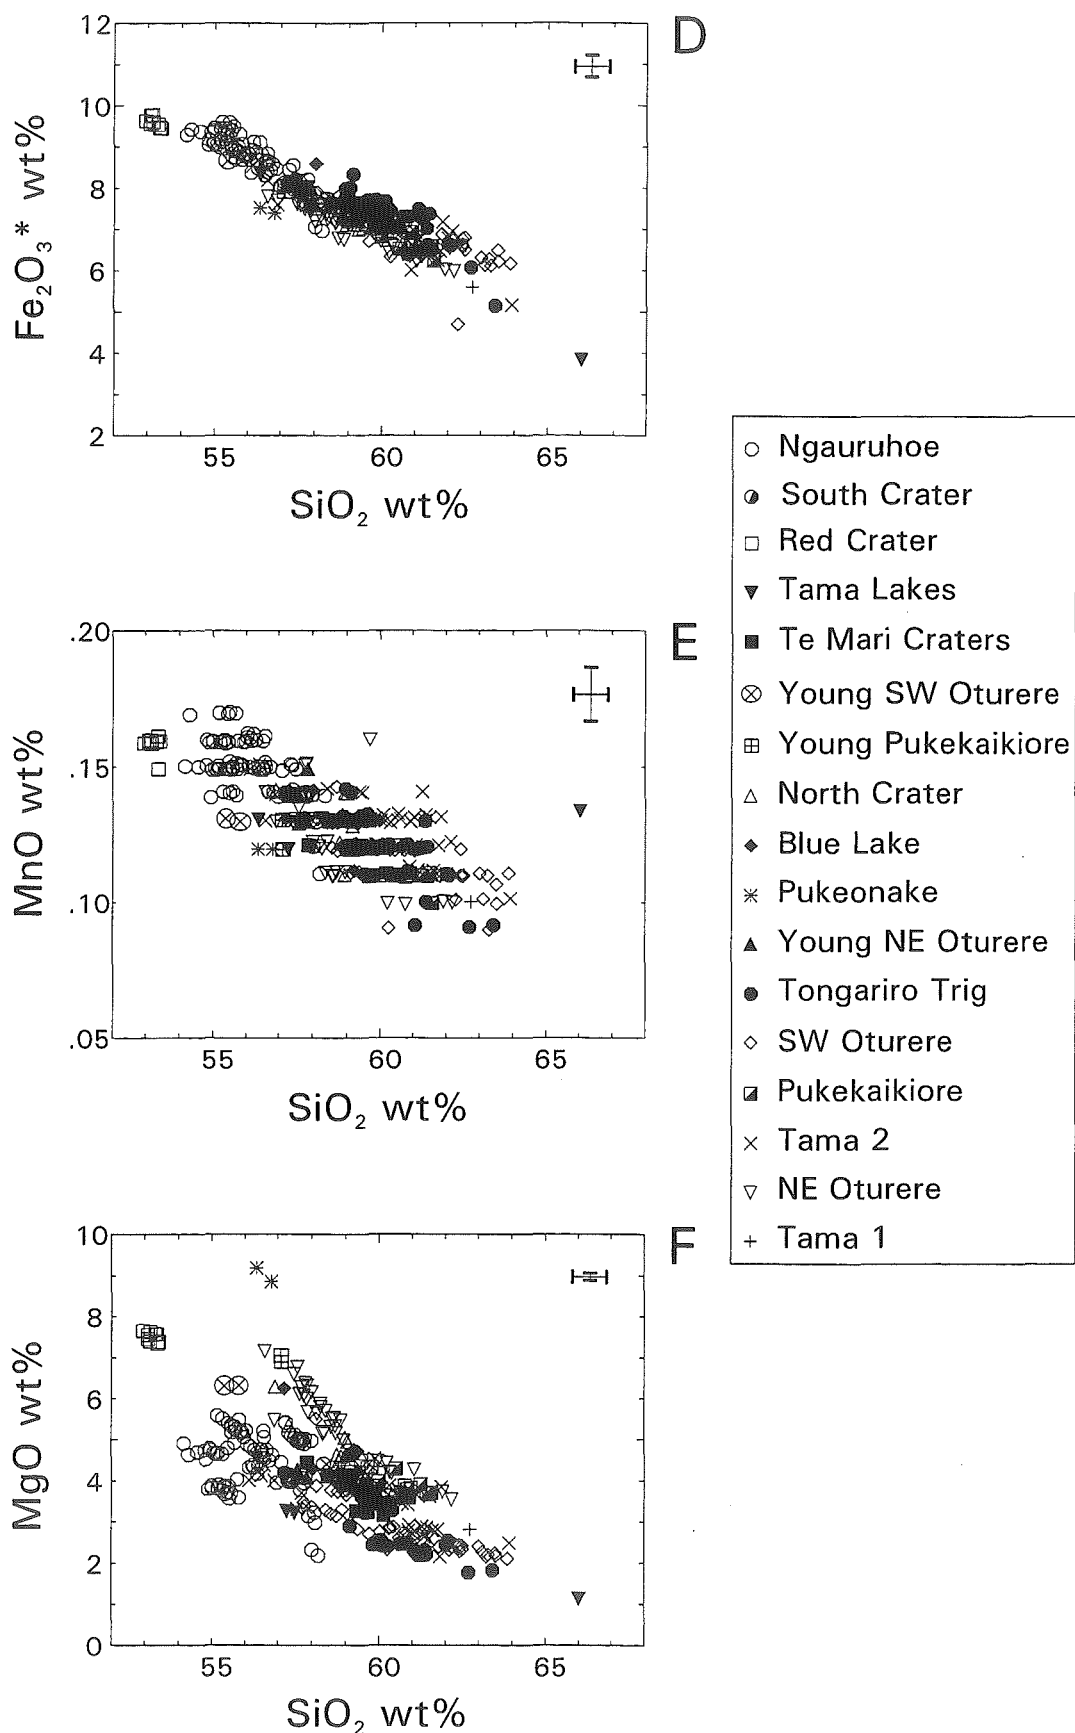 D
12
10
8
6
4
2
Fe₂O₃* wt%
55 60 65
SiO₂ wt%
E
.20
.15
.10
.05
MnO wt%
55 60 65
SiO₂ wt%
F
10
8
6
4
2
0
MgO wt%
55 60 65
SiO₂ wt%
Ngauruhoe
South Crater
Red Crater
Tama Lakes
Te Mari Craters
Young SW Oturere
Young Pukekaikiore
North Crater
Blue Lake
Pukeonake
Young NE Oturere
Tongariro Trig
SW Oturere
Pukekaikiore
Tama 2
NE Oturere
Tama 1